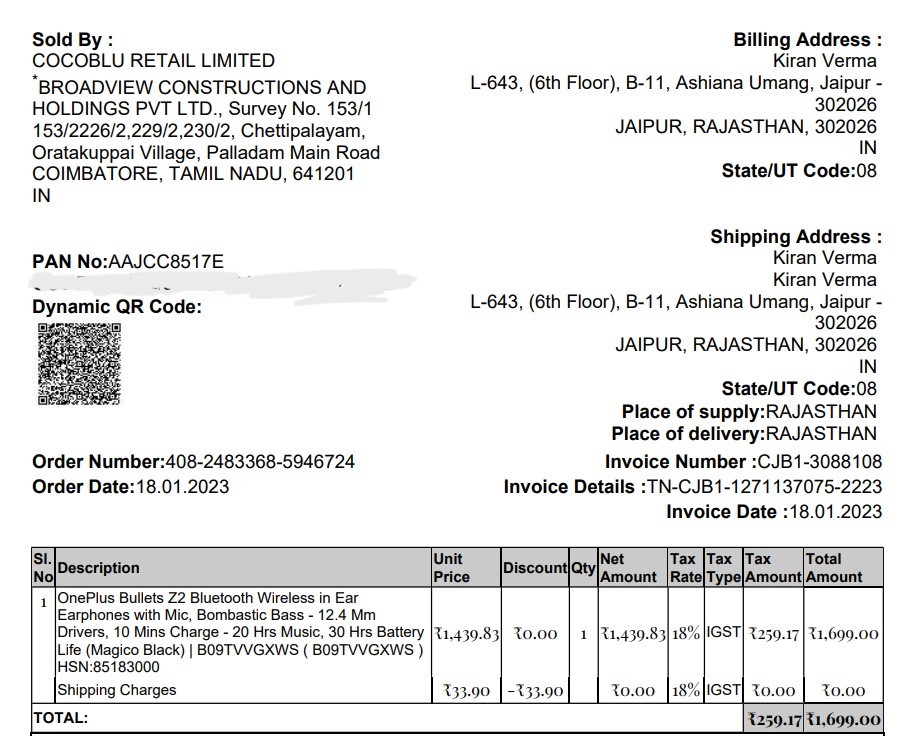 Sold By :
COCOBLU RETAIL LIMITED
*BROADVIEW CONSTRUCTIONS AND
HOLDINGS PVT LTD., Survey No. 153/1
153/2226/2,229/2,230/2, Chettipalayam,
Oratakuppai Village, Palladam Main Road
COIMBATORE, TAMIL NADU, 641201
IN
Billing Address :
Kiran Verma
L-643, (6th Floor), B-11, Ashiana Umang, Jaipur -
302026
JAIPUR, RAJASTHAN, 302026
IN
State/UT Code:08
PAN No:AAJCC8517E
Dynamic QR Code:
Shipping Address :
Kiran Verma
Kiran Verma
L-643, (6th Floor), B-11, Ashiana Umang, Jaipur -
302026
JAIPUR, RAJASTHAN, 302026
IN
State/UT Code:08
Place of supply:RAJASTHAN
Place of delivery:RAJASTHAN
Order Number:408-2483368-5946724
Order Date:18.01.2023
Invoice Number :CJB1-3088108
Invoice Details :TN-CJB1-1271137075-2223
Invoice Date :18.01.2023
Sl. No Description Unit Price Discount Qty Net Amount Tax Rate Tax Type Tax Amount Total Amount
1 OnePlus Bullets Z2 Bluetooth Wireless in Ear
Earphones with Mic, Bombastic Bass - 12.4 Mm
Drivers, 10 Mins Charge - 20 Hrs Music, 30 Hrs Battery ₹1,439.83 ₹0.00 1 ₹1,439.83 18% IGST ₹259.17 ₹1,699.00
Life (Magico Black) | B09TVVGXWS ( B09TVVGXWS )
HSN:85183000
Shipping Charges ₹33.90 -₹33.90 ₹0.00 18% IGST ₹0.00 ₹0.00
TOTAL: ₹259.17 ₹1,699.00